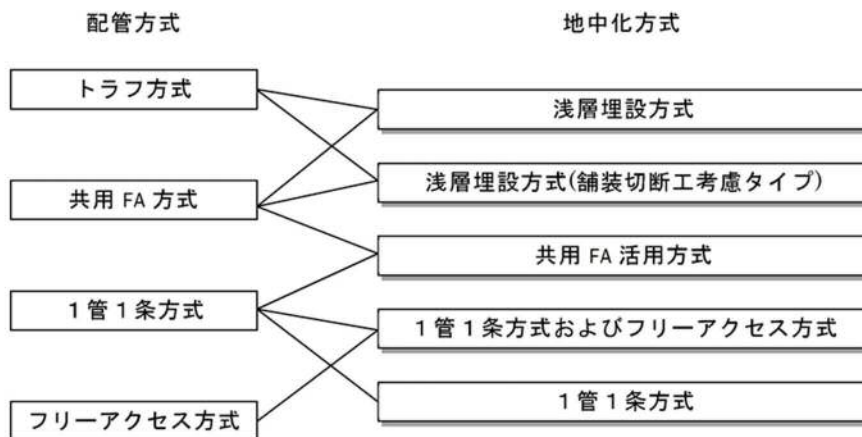 配管方式
トラフ方式
共用 FA 方式
1管1条方式
フリーアクセス方式
地中化方式
浅層埋設方式
浅層埋設方式(舗装切断工考慮タイプ)
共用 FA 活用方式
1管1条方式およびフリーアクセス方式
1管1条方式